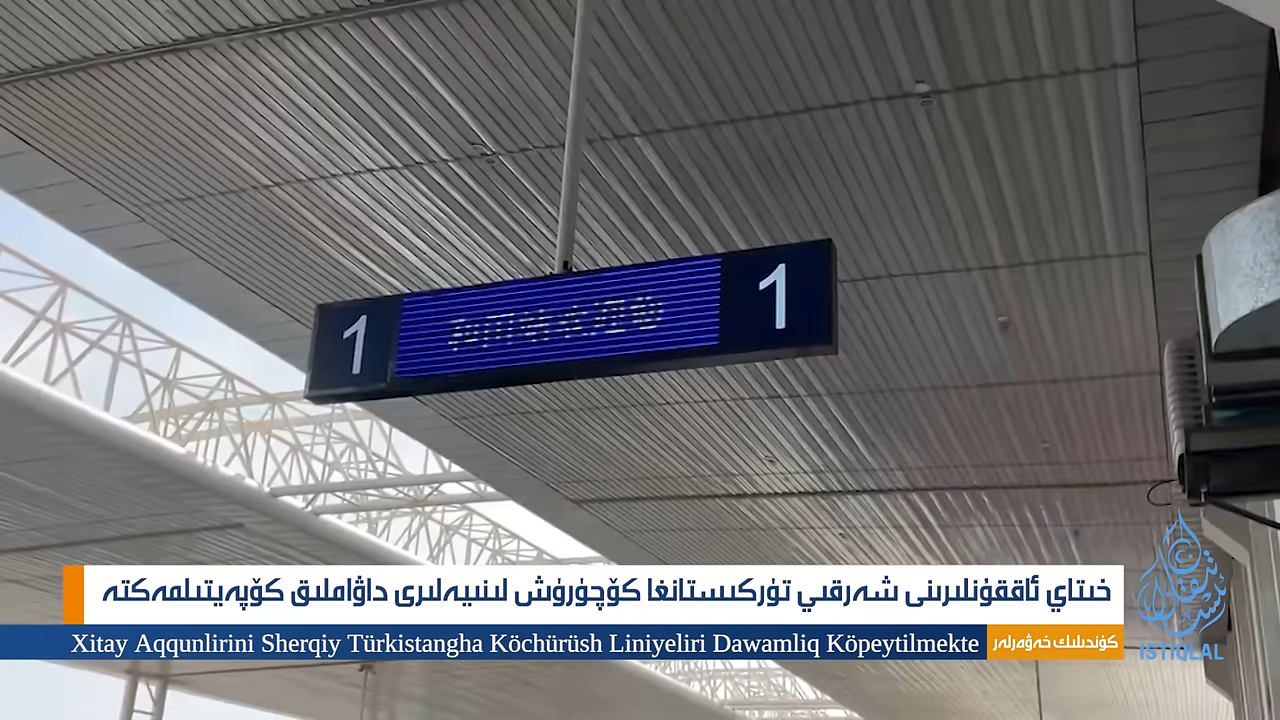 1
1
خىتاي ئاققۇنلىرىنى شەرقىي تۈركىستانغا كۆچۈرۈش لىنىيەلىرى داۋاملىق كۆپەيتىلمەكتە
Xitay Aqqunlirini Sherqiy Türkistangha Köchürüsh Liniyeliri Dawamliq Köpeytilmekte
كۈندىلىك خەۋەرلەر
ISTIQLAL